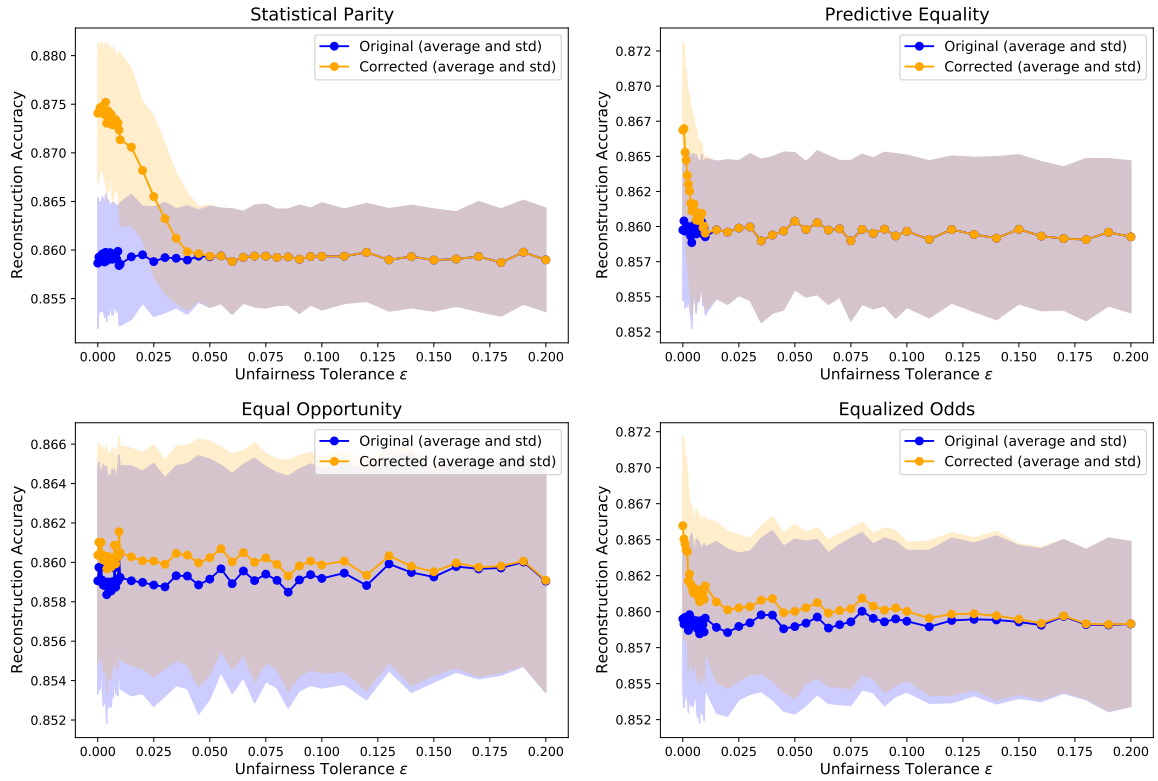 Statistical Parity
Reconstruction Accuracy
0.880
0.875
0.870
0.865
0.860
0.855
Original (average and std)
Corrected (average and std)
0.000 0.025 0.050 0.075 0.100 0.125 0.150 0.175 0.200
Unfairness Tolerance ε
Predictive Equality
Reconstruction Accuracy
0.872
0.870
0.867
0.865
0.862
0.860
0.857
0.855
0.852
Original (average and std)
Corrected (average and std)
0.000 0.025 0.050 0.075 0.100 0.125 0.150 0.175 0.200
Unfairness Tolerance ε
Equal Opportunity
Reconstruction Accuracy
0.866
0.864
0.862
0.860
0.858
0.856
0.854
0.852
Original (average and std)
Corrected (average and std)
0.000 0.025 0.050 0.075 0.100 0.125 0.150 0.175 0.200
Unfairness Tolerance ε
Equalized Odds
Reconstruction Accuracy
0.872
0.870
0.867
0.865
0.862
0.860
0.857
0.855
0.852
Original (average and std)
Corrected (average and std)
0.000 0.025 0.050 0.075 0.100 0.125 0.150 0.175 0.200
Unfairness Tolerance ε